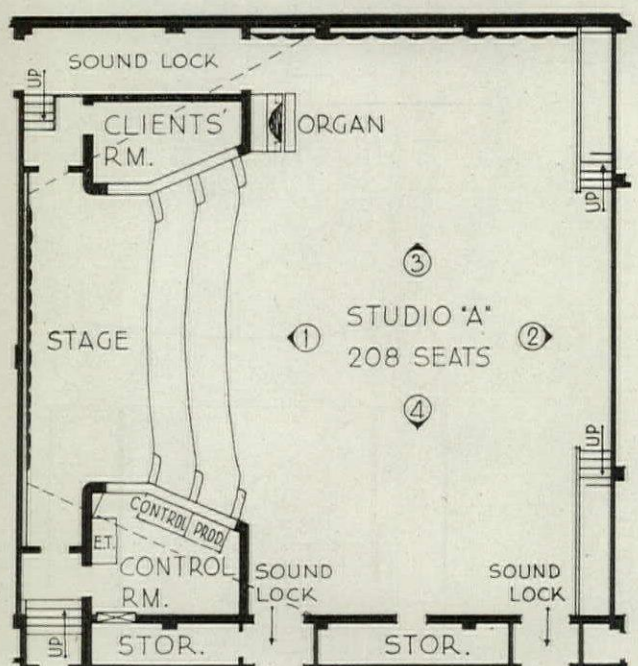 SOUND LOCK
UP
CLIENTS'
RM.
ORGAN
UP
3
STAGE
1
STUDIO "A"
208 SEATS
2
4
UP
CONTROL
PROD.
E.T.
CONTROL
RM.
SOUND
LOCK
SOUND
LOCK
UP
STOR.
STOR.